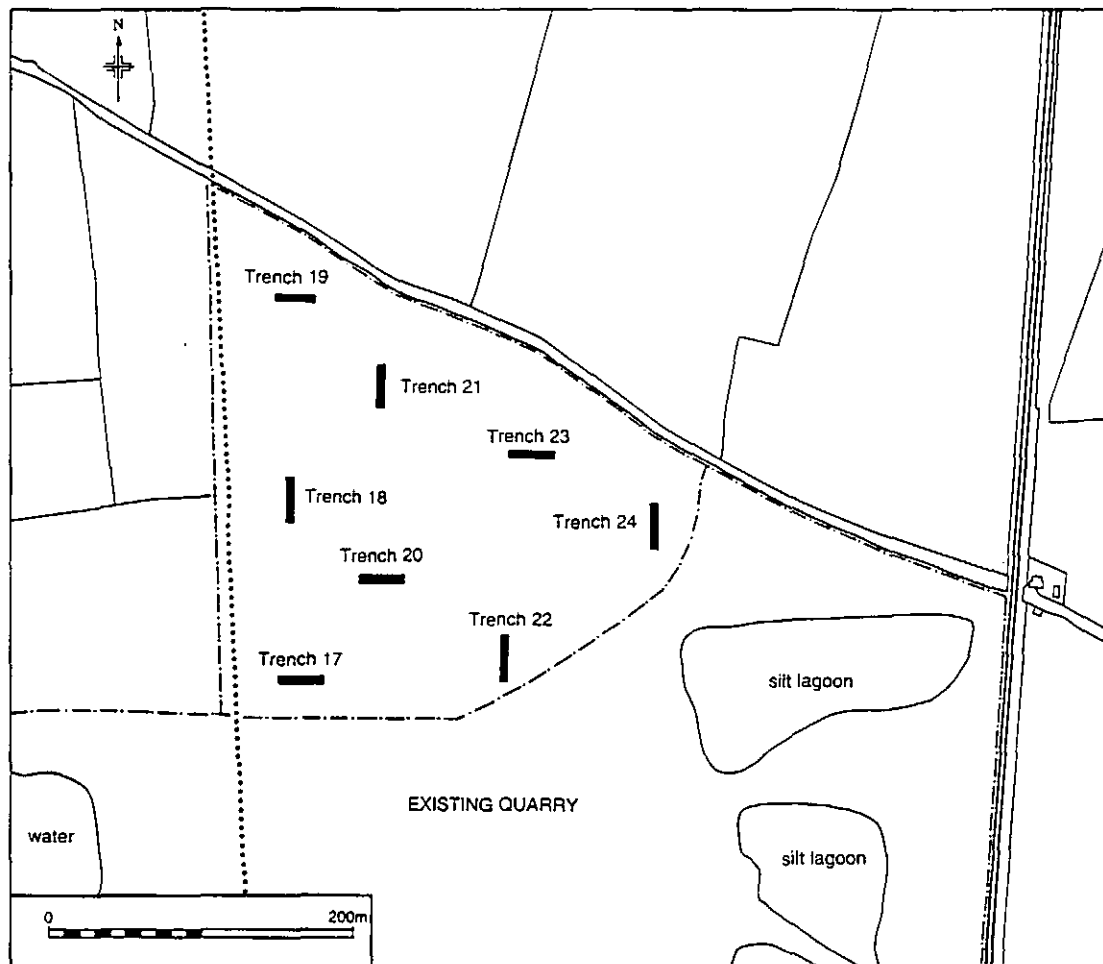 N
Trench 19
Trench 21
Trench 23
Trench 18
Trench 24
Trench 20
Trench 22
Trench 17
silt lagoon
EXISTING QUARRY
water
silt lagoon
0 200m